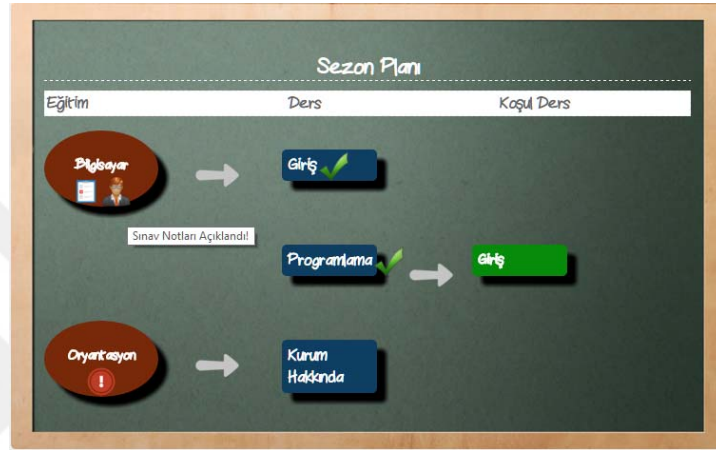 Sezon Planı
Eğitim Ders Koşul Ders
Bilgisayar
Giriş
Sınav Notları Açıklandı!
Programlama
Giriş
Oryantasyon
Kurum
Hakkında